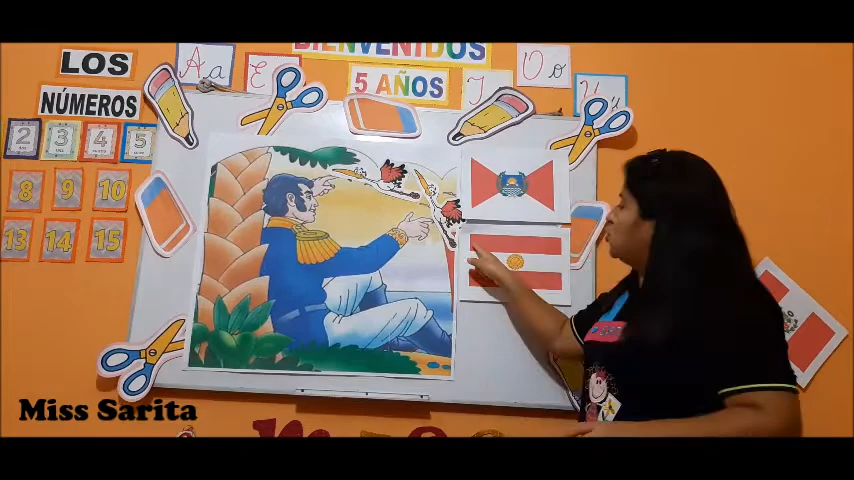 BIENVENIDOS
5 AÑOS
LOS
NÚMEROS
Aa
E
I
Oo
U
2 3 4 5
8 9 10
13 14 15
Miss Sarita